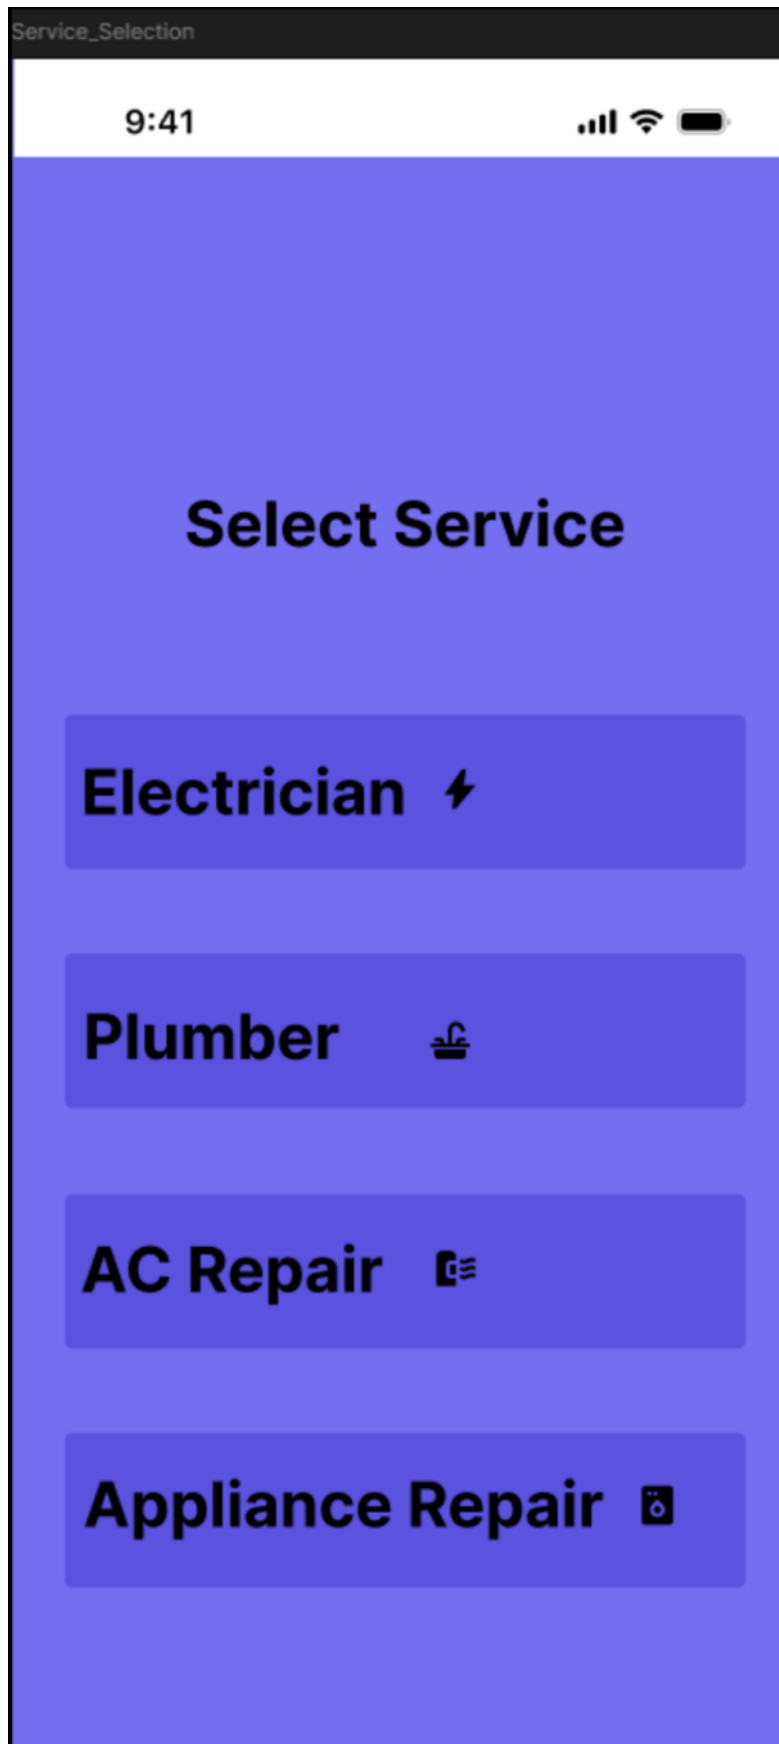 Service_Selection
9:41
Select Service
Electrician
Plumber
AC Repair
Appliance Repair